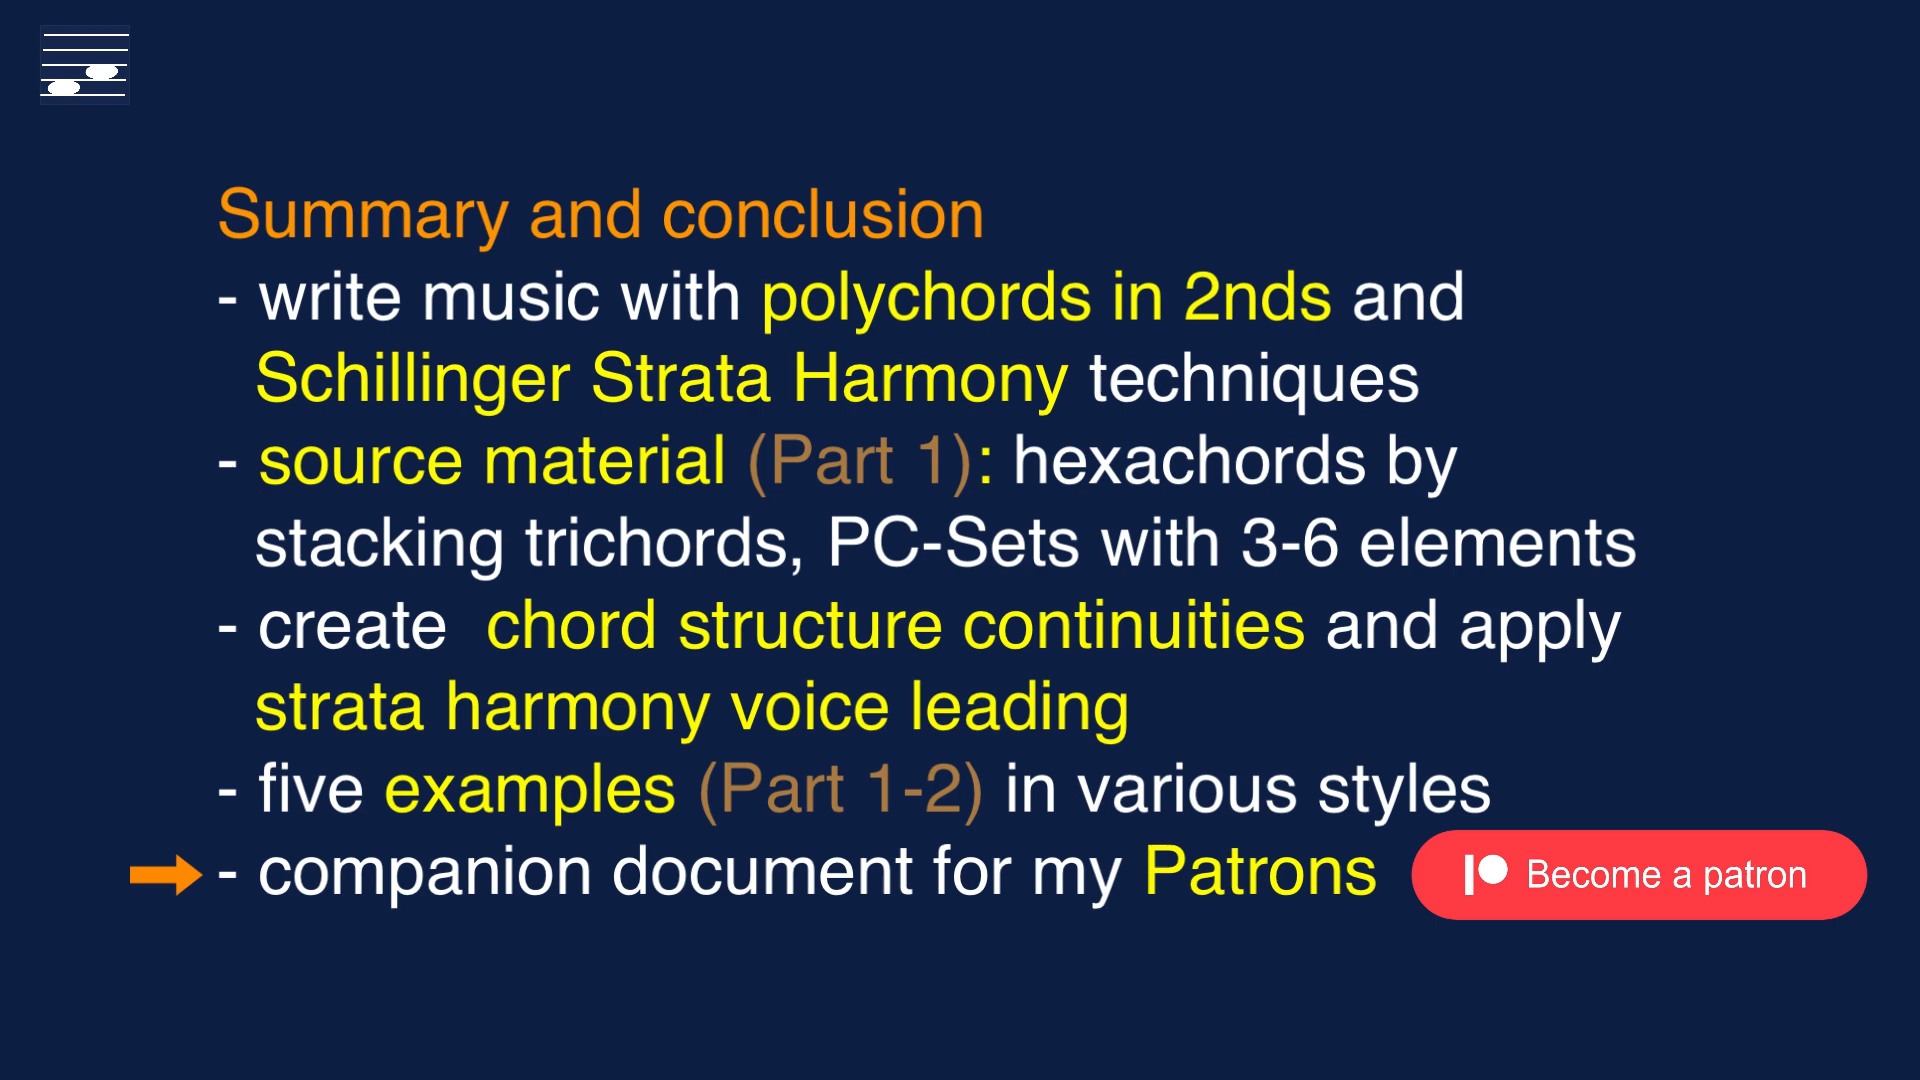 Summary and conclusion
- write music with polychords in 2nds and
Schillinger Strata Harmony techniques
- source material (Part 1): hexachords by
stacking trichords, PC-Sets with 3-6 elements
- create  chord structure continuities and apply
strata harmony voice leading
- five examples (Part 1-2) in various styles
- companion document for my Patrons
Become a patron